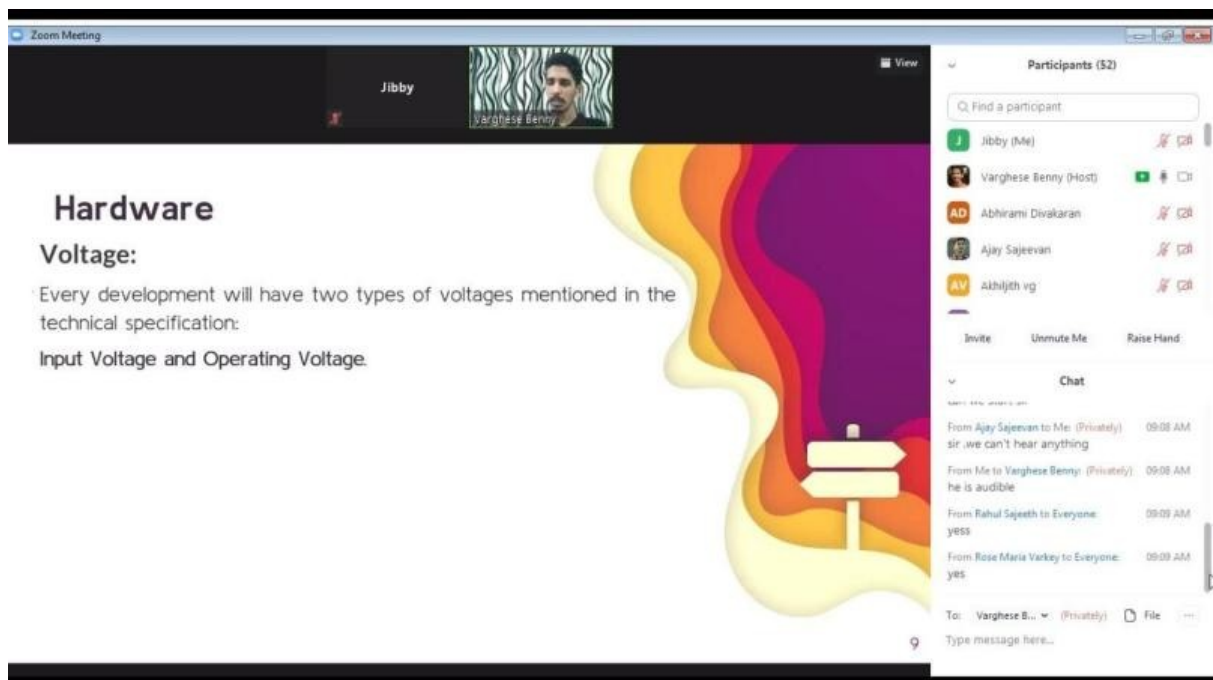 Zoom Meeting
Jibby
Varghese Benny
View
Hardware
Voltage:
Every development will have two types of voltages mentioned in the
technical specification:
Input Voltage and Operating Voltage.
9
Participants (52)
Find a participant
J Jibby (Me)
Varghese Benny (Host)
AD Abhirami Divakaran
Ajay Sajeevan
AV Akhiljith vg
Invite Unmute Me Raise Hand
Chat
From Ajay Sajeevan to Me: (Privately) 09:08 AM
sir .we can't hear anything
From Me to Varghese Benny: (Privately) 09:08 AM
he is audible
From Rahul Sajeeth to Everyone: 09:09 AM
yess
From Rose Maria Varkey to Everyone: 09:09 AM
yes
To: Varghese B... (Privately) File ...
Type message here...